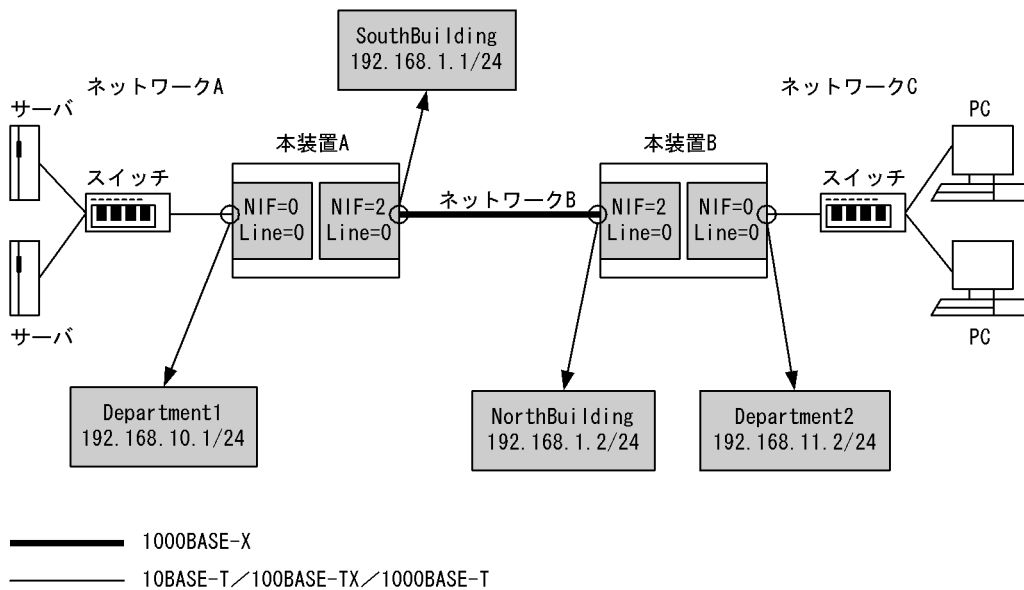 SouthBuilding
192.168.1.1/24
ネットワークA
ネットワークC
サーバ
PC
本装置A
本装置B
スイッチ
スイッチ
NIF=0
Line=0
NIF=2
Line=0
ネットワークB
NIF=2
Line=0
NIF=0
Line=0
サーバ
PC
Department1
192.168.10.1/24
NorthBuilding
192.168.1.2/24
Department2
192.168.11.2/24
1000BASE-X
10BASE-T／100BASE-TX／1000BASE-T